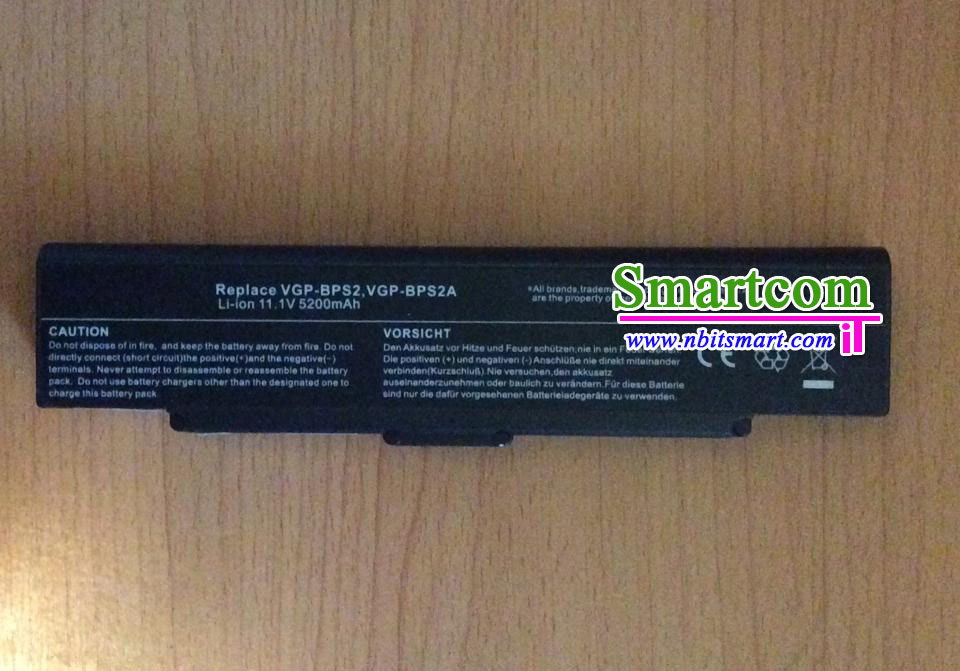 Replace VGP-BPS2,VGP-BPS2A
Li-ion 11.1V 5200mAh
*All brands,tradem
are the property of
Smartcom
www.nbitsmart.com iT
CAUTION
Do not dispose of in fire, and keep the battery away from fire. Do not
directly connect (short circuit)the positive(+)and the negative(−)
terminals. Never attempt to disassemble or reassemble the battery
pack. Do not use battery chargers other than the designated one to
charge this battery pack
VORSICHT
Den Akkusatz vor Hitze und Feuer schützen,nie in ein
Die positiven (+) und negativen (-) Anschlüße nie direkt miteinander
verbinden(Kurzschluß).Nie versuchen,den akkusatz
auseinanderzunehmen oder baulich zu verändern.Für diese Batterie
sind nur die dafür vorgesehenen Batterieladegeräte zu verwenden.
CE